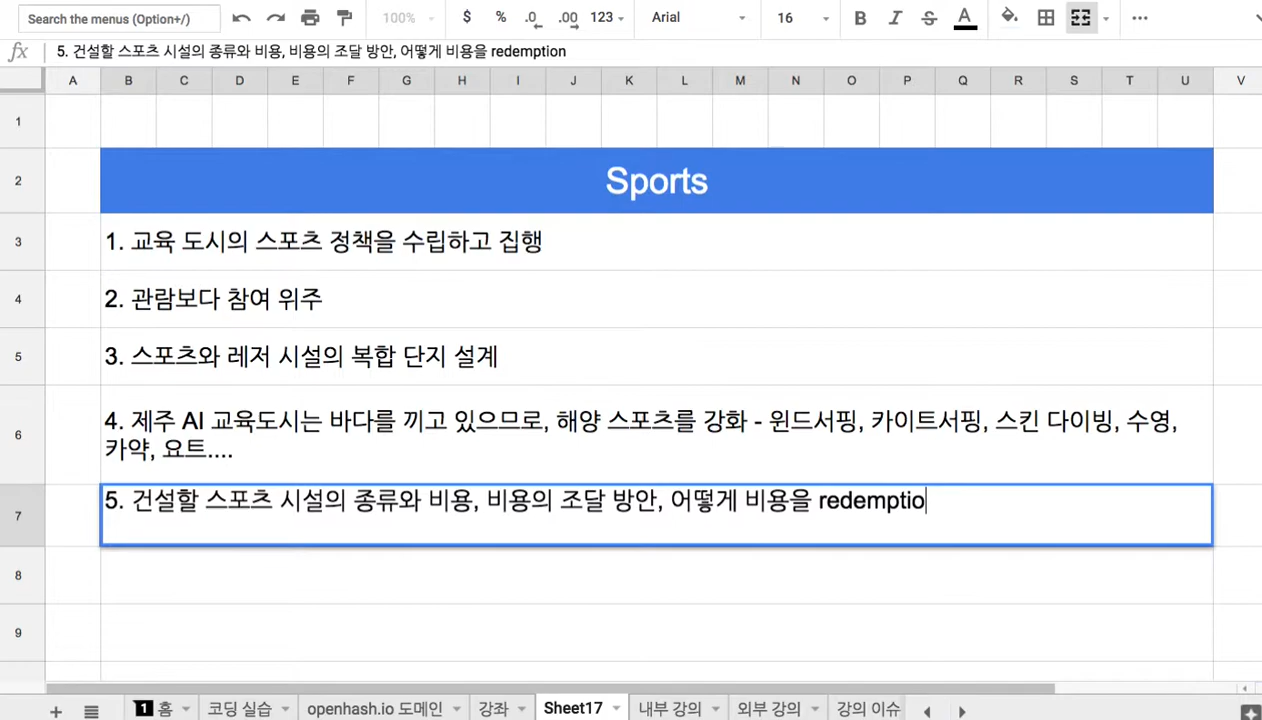 Search the menus (Option+/)
100%
$ % .0 .00 123
Arial
16
B I S A
fx 5. 건설할 스포츠 시설의 종류와 비용, 비용의 조달 방안, 어떻게 비용을 redemption
A B C D E F G H I J K L M N O P Q R S T U V
1
2
Sports
3
1. 교육 도시의 스포츠 정책을 수립하고 집행
4
2. 관람보다 참여 위주
5
3. 스포츠와 레저 시설의 복합 단지 설계
6
4. 제주 AI 교육도시는 바다를 끼고 있으므로, 해양 스포츠를 강화 - 윈드서핑, 카이트서핑, 스킨 다이빙, 수영,
카약, 요트....
7
5. 건설할 스포츠 시설의 종류와 비용, 비용의 조달 방안, 어떻게 비용을 redemptio
8
9
1 홈 코딩 실습 openhash.io 도메인 강좌 Sheet17 내부 강의 외부 강의 강의 이슈